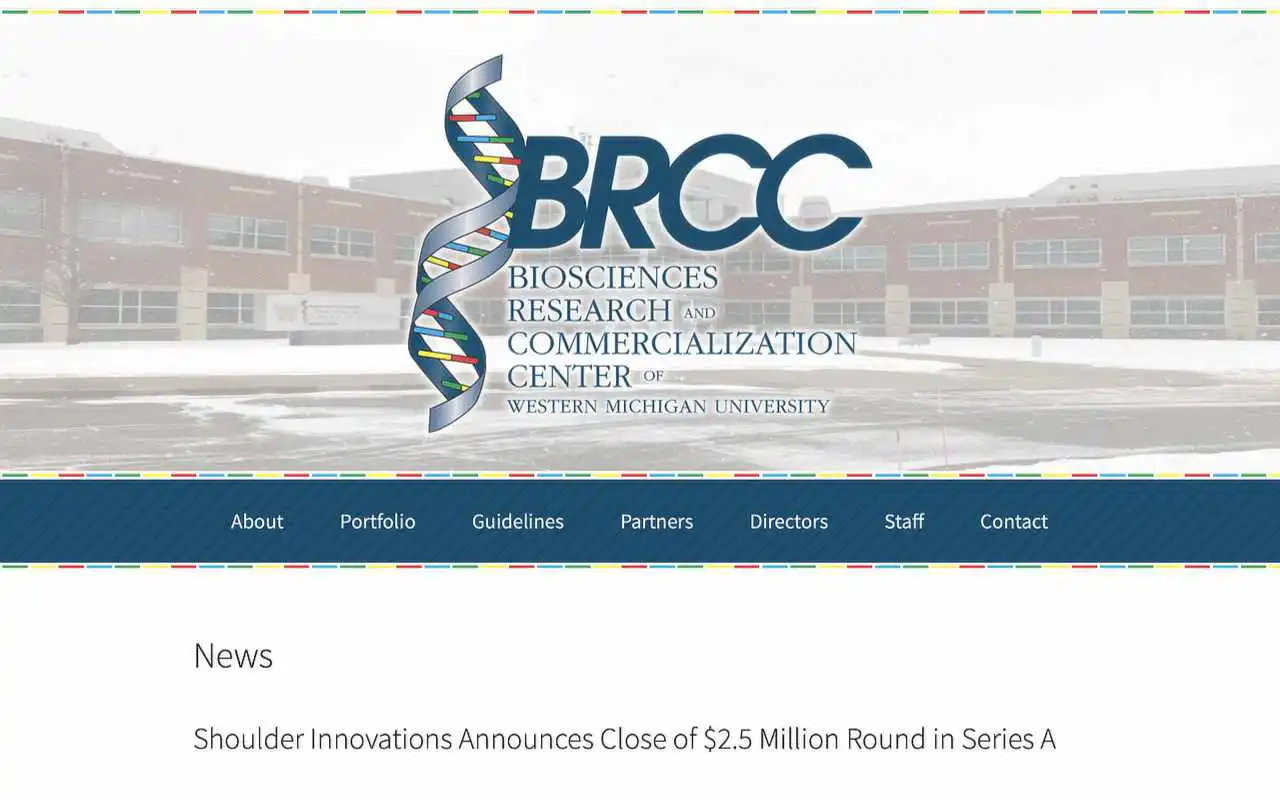 BRCC
BIOSCIENCES
RESEARCH AND
COMMERCIALIZATION
CENTER OF
WESTERN MICHIGAN UNIVERSITY
About Portfolio Guidelines Partners Directors Staff Contact
News
Shoulder Innovations Announces Close of $2.5 Million Round in Series A